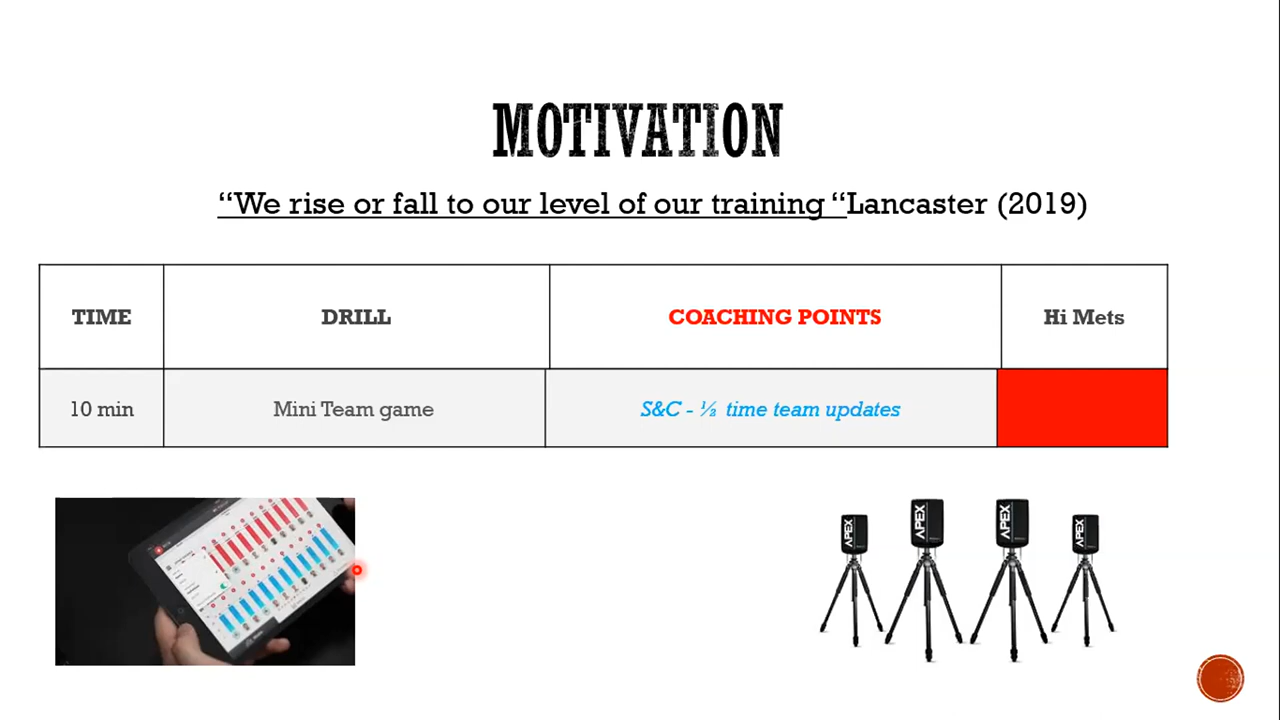 MOTIVATION
“We rise or fall to our level of our training “Lancaster (2019)
TIME
DRILL
COACHING POINTS
Hi Mets
10 min
Mini Team game
S&C - ½ time team updates
APEX
APEX
APEX
APEX